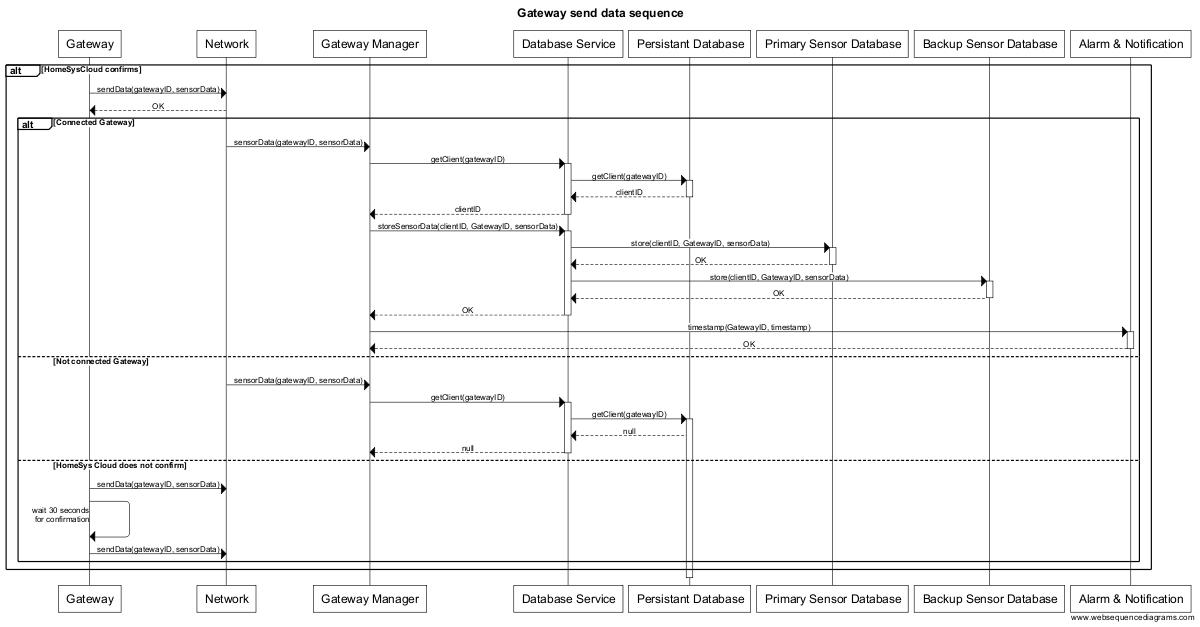 Gateway send data sequence
Gateway Network Gateway Manager Database Service Persistant Database Primary Sensor Database Backup Sensor Database Alarm & Notification
alt [HomeSysCloud confirms]
sendData(gatewayID, sensorData)
OK
alt [Connected Gateway]
sensorData(gatewayID, sensorData)
getClient(gatewayID)
getClient(gatewayID)
clientID
clientID
storeSensorData(clientID, GatewayID, sensorData)
store(clientID, GatewayID, sensorData)
OK
store(clientID, GatewayID, sensorData)
OK
OK
timestamp(GatewayID, timestamp)
OK
[Not connected Gateway]
sensorData(gatewayID, sensorData)
getClient(gatewayID)
getClient(gatewayID)
null
null
[HomeSys Cloud does not confirm]
sendData(gatewayID, sensorData)
wait 30 seconds
for confirmation
sendData(gatewayID, sensorData)
Gateway Network Gateway Manager Database Service Persistant Database Primary Sensor Database Backup Sensor Database Alarm & Notification
www.websequencediagrams.com